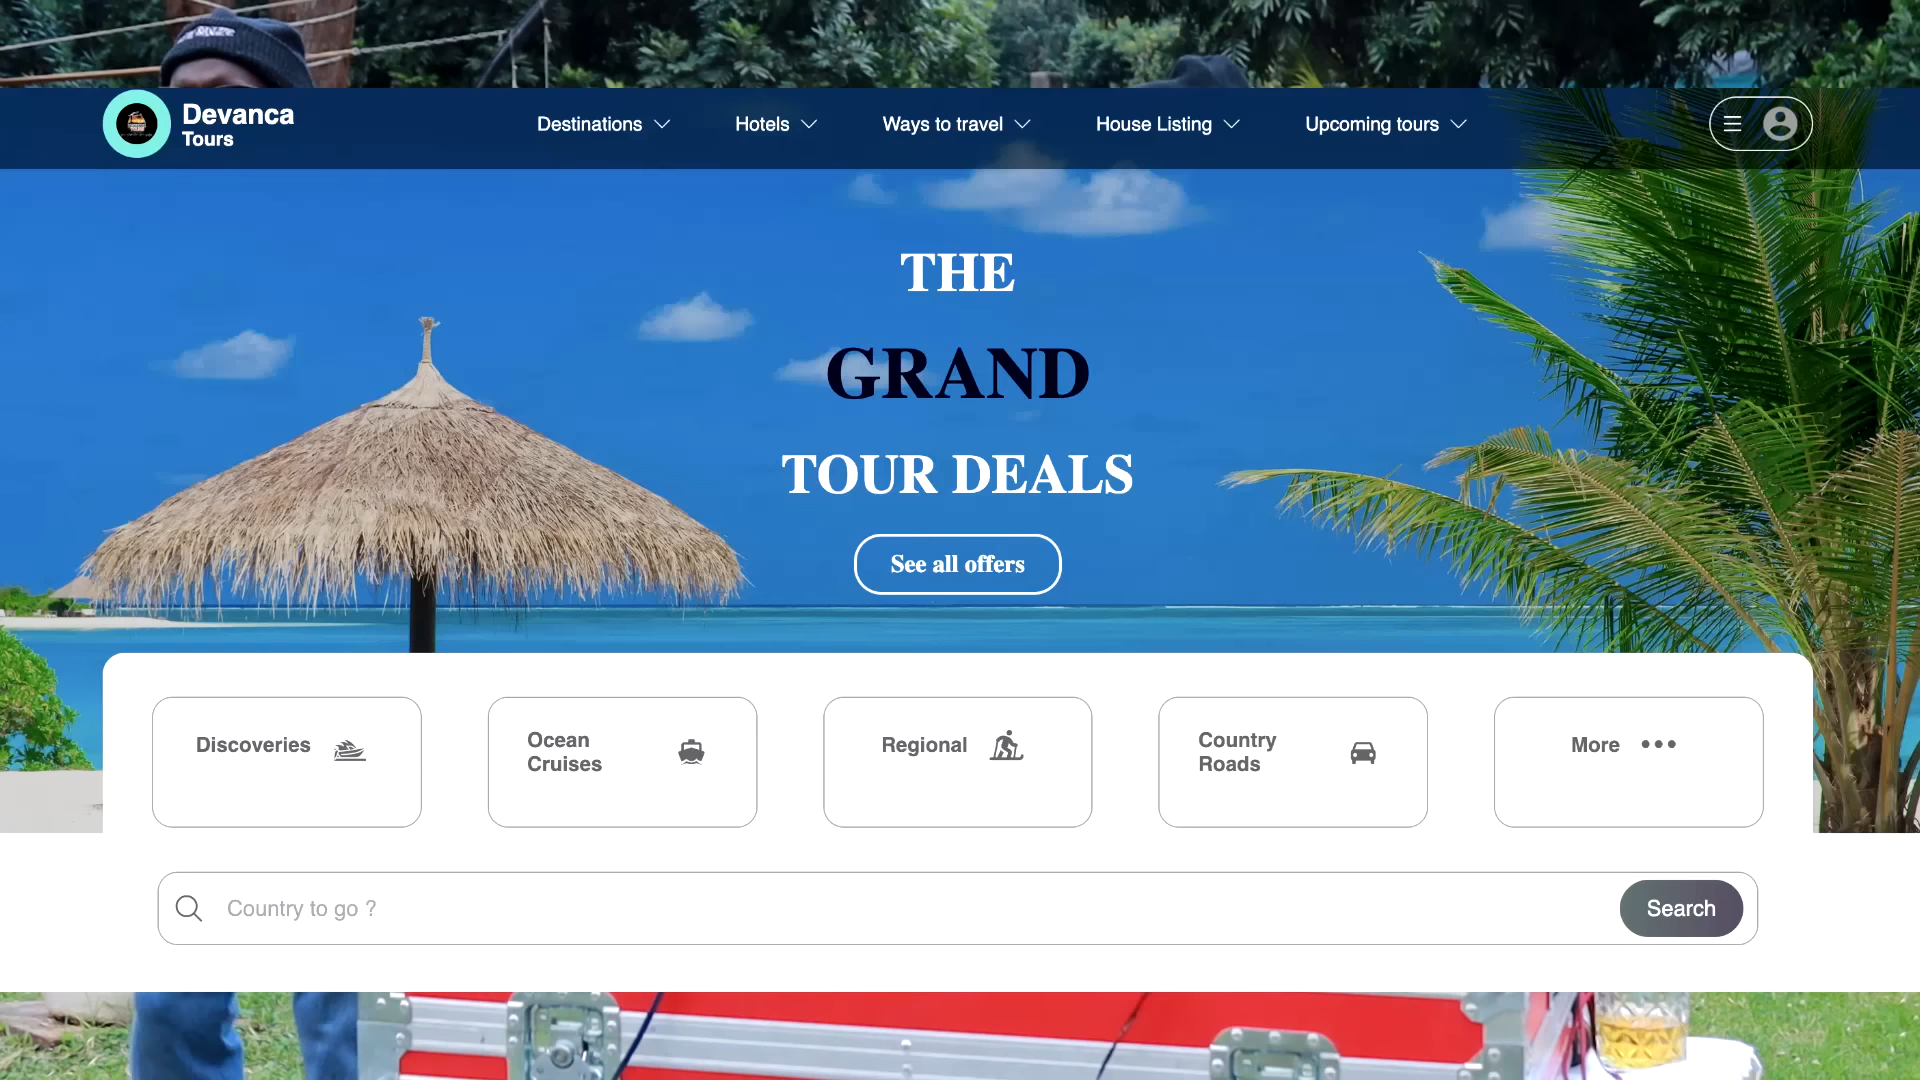 Devanca
Tours
Destinations
Hotels
Ways to travel
House Listing
Upcoming tours
THE
GRAND
TOUR DEALS
See all offers
Discoveries
Ocean
Cruises
Regional
Country
Roads
More
Country to go ?
Search